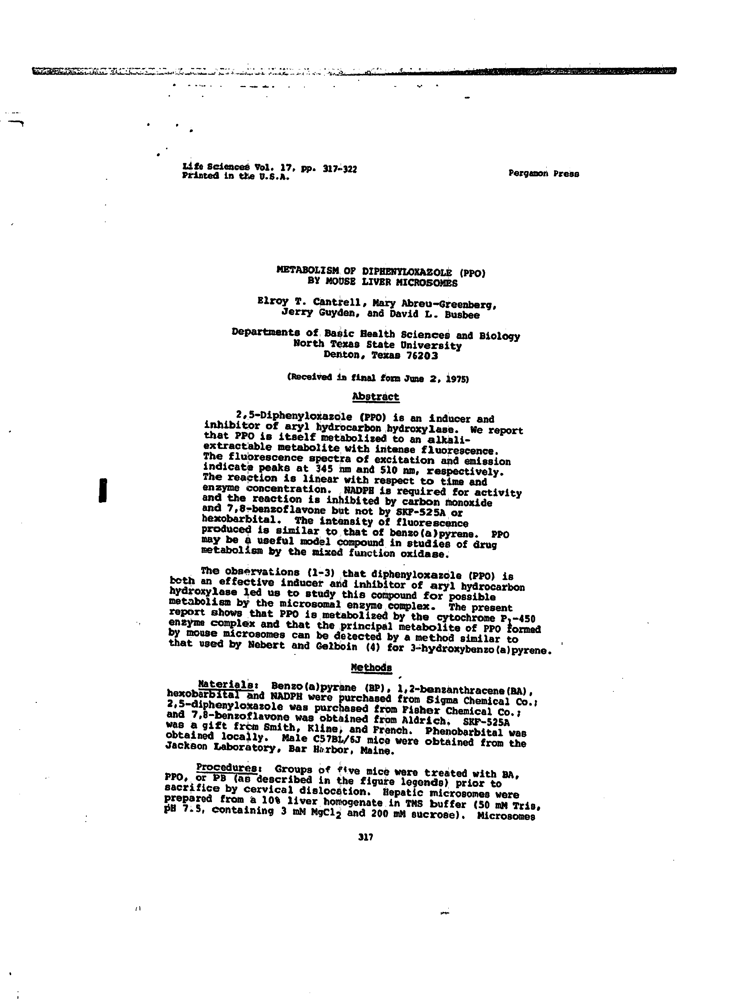 Life Sciences Vol. 17, pp. 317-322
Printed in the U.S.A.
Pergamon Press
METABOLISM OF DIPHENYLOXAZOLE (PPO)
BY MOUSE LIVER MICROSOMES
Elroy T. Cantrell, Mary Abreu-Greenberg,
Jerry Guyden, and David L. Busbee
Departments of Basic Health Sciences and Biology
North Texas State University
Denton, Texas 76203
(Received in final form June 2, 1975)
Abstract
2,5-Diphenyloxazole (PPO) is an inducer and
inhibitor of aryl hydrocarbon hydroxylase. We report
that PPO is itself metabolized to an alkali-
extractable metabolite with intense fluorescence.
The fluorescence spectra of excitation and emission
indicate peaks at 345 nm and 510 nm, respectively.
The reaction is linear with respect to time and
enzyme concentration. NADPH is required for activity
and the reaction is inhibited by carbon monoxide
and 7,8-benzoflavone but not by SKF-525A or
hexobarbital. The intensity of fluorescence
produced is similar to that of benzo(a)pyrene. PPO
may be a useful model compound in studies of drug
metabolism by the mixed function oxidase.
The observations (1-3) that diphenyloxazole (PPO) is
both an effective inducer and inhibitor of aryl hydrocarbon
hydroxylase led us to study this compound for possible
metabolism by the microsomal enzyme complex. The present
report shows that PPO is metabolized by the cytochrome P₁-450
enzyme complex and that the principal metabolite of PPO formed
by mouse microsomes can be detected by a method similar to
that used by Nebert and Gelboin (4) for 3-hydroxybenzo(a)pyrene.
Methods
Materials: Benzo(a)pyrene (BP), 1,2-benzanthracene(BA),
hexobarbital and NADPH were purchased from Sigma Chemical Co.;
2,5-diphenyloxazole was purchased from Fisher Chemical Co.;
and 7,8-benzoflavone was obtained from Aldrich. SKF-525A
was a gift from Smith, Kline, and French. Phenobarbital was
obtained locally. Male C57BL/6J mice were obtained from the
Jackson Laboratory, Bar Harbor, Maine.
Procedures: Groups of five mice were treated with BA,
PPO, or PB (as described in the figure legends) prior to
sacrifice by cervical dislocation. Hepatic microsomes were
prepared from a 10% liver homogenate in TMS buffer (50 mM Tris,
pH 7.5, containing 3 mM MgCl₂ and 200 mM sucrose). Microsomes
317